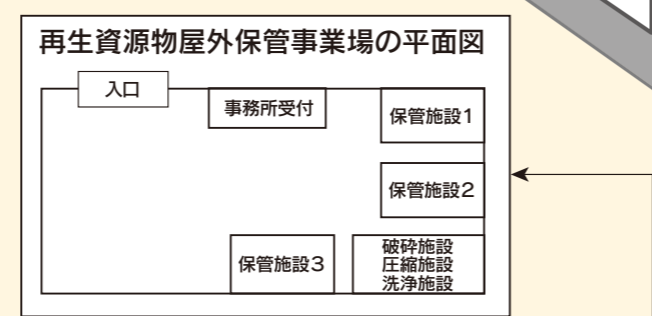 再生資源物屋外保管事業場の平面図
入口
事務所受付
保管施設1
保管施設2
保管施設3
破砕施設
圧縮施設
洗浄施設